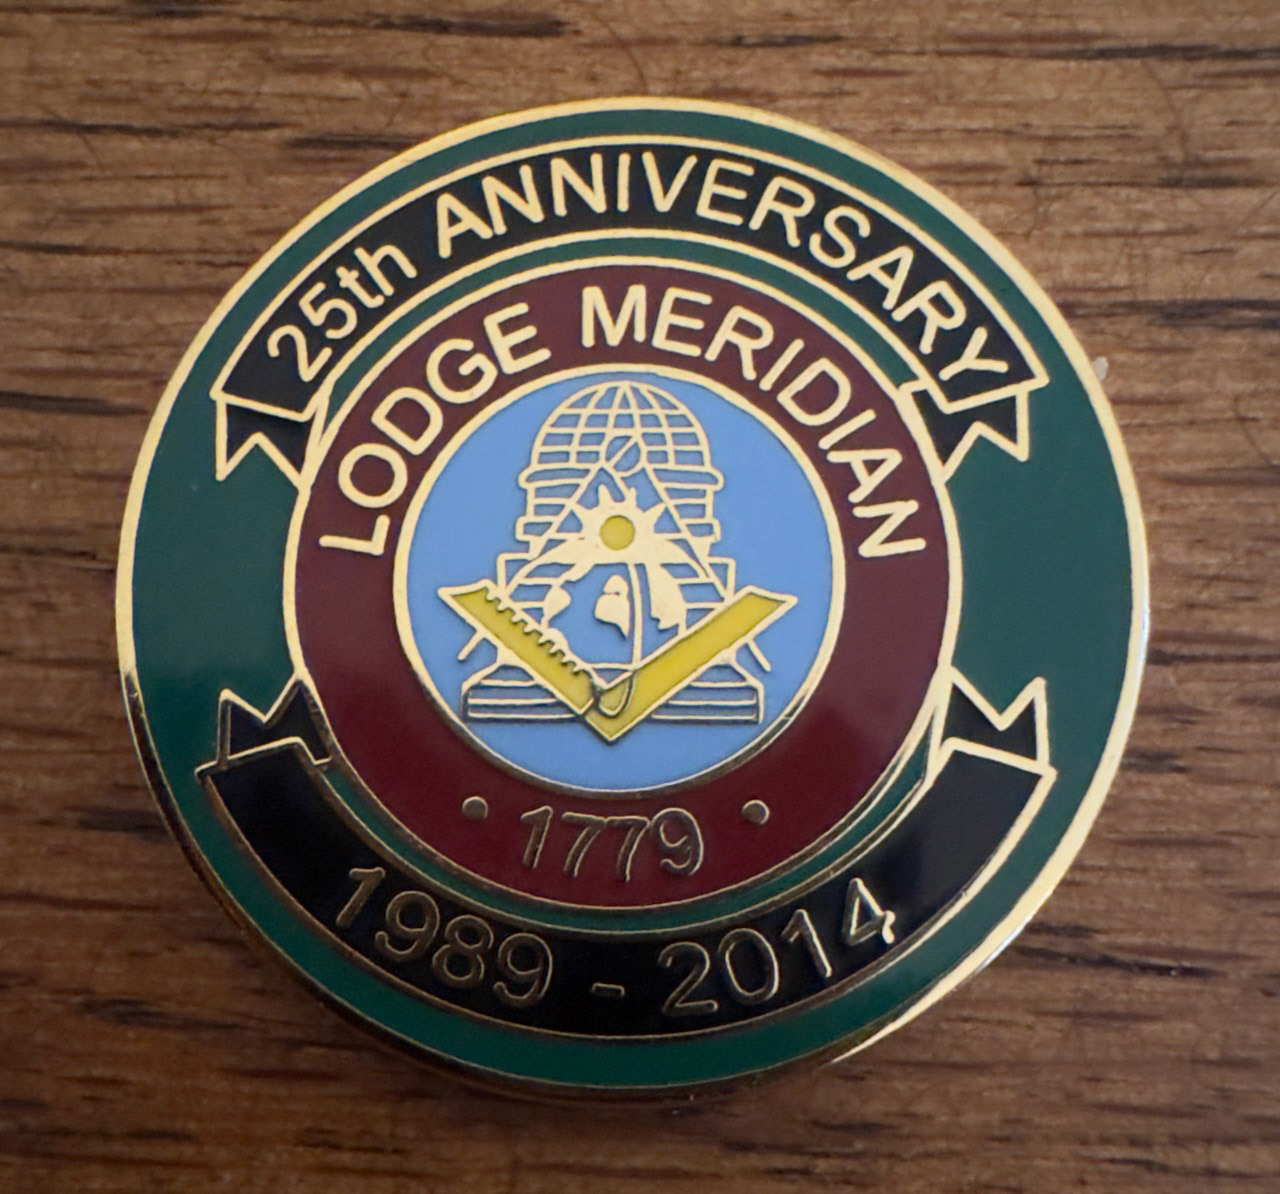 25th ANNIVERSARY
LODGE MERIDIAN
• 1779 •
1989 - 2014